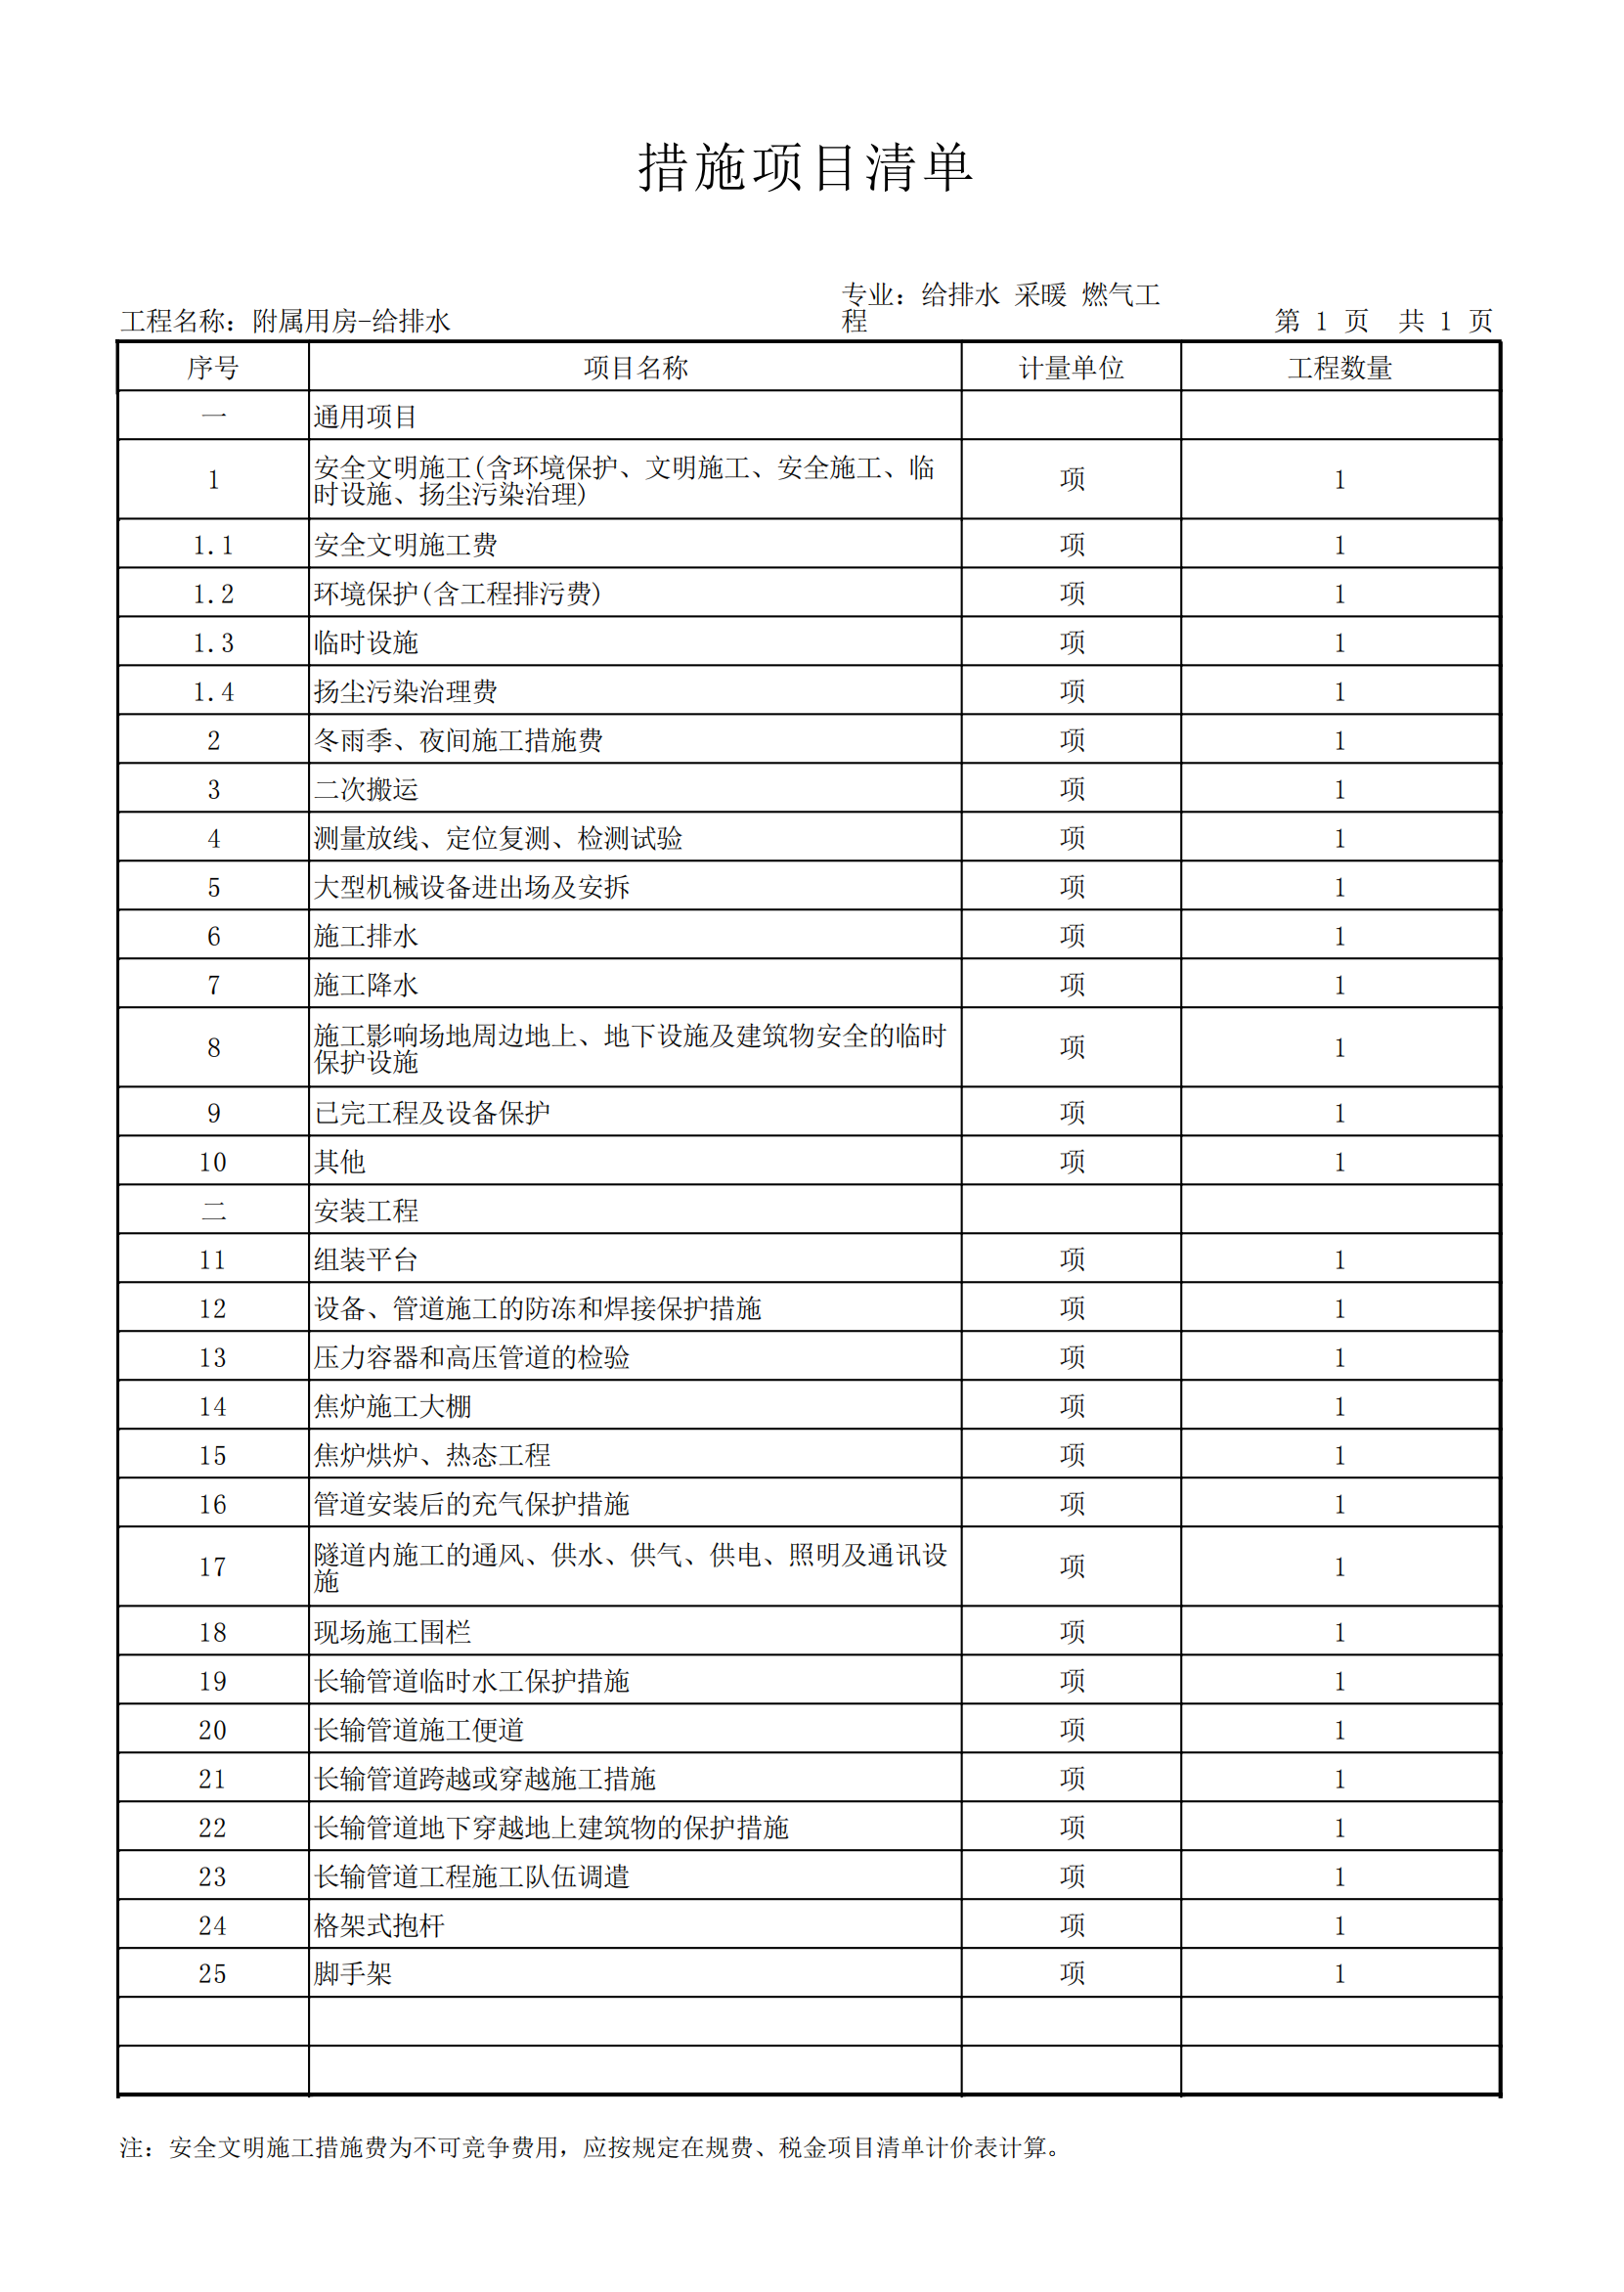 措施项目清单
专业：给排水 采暖 燃气工
工程名称：附属用房-给排水 程 第 1 页 共 1 页
序号 项目名称 计量单位 工程数量
一 通用项目
1 安全文明施工(含环境保护、文明施工、安全施工、临 项 1
时设施、扬尘污染治理)
1.1 安全文明施工费 项 1
1.2 环境保护(含工程排污费) 项 1
1.3 临时设施 项 1
1.4 扬尘污染治理费 项 1
2 冬雨季、夜间施工措施费 项 1
3 二次搬运 项 1
4 测量放线、定位复测、检测试验 项 1
5 大型机械设备进出场及安拆 项 1
6 施工排水 项 1
7 施工降水 项 1
8 施工影响场地周边地上、地下设施及建筑物安全的临时 项 1
保护设施
9 已完工程及设备保护 项 1
10 其他 项 1
二 安装工程
11 组装平台 项 1
12 设备、管道施工的防冻和焊接保护措施 项 1
13 压力容器和高压管道的检验 项 1
14 焦炉施工大棚 项 1
15 焦炉烘炉、热态工程 项 1
16 管道安装后的充气保护措施 项 1
17 隧道内施工的通风、供水、供气、供电、照明及通讯设 项 1
施
18 现场施工围栏 项 1
19 长输管道临时水工保护措施 项 1
20 长输管道施工便道 项 1
21 长输管道跨越或穿越施工措施 项 1
22 长输管道地下穿越地上建筑物的保护措施 项 1
23 长输管道工程施工队伍调遣 项 1
24 格架式抱杆 项 1
25 脚手架 项 1
注：安全文明施工措施费为不可竞争费用，应按规定在规费、税金项目清单计价表计算。